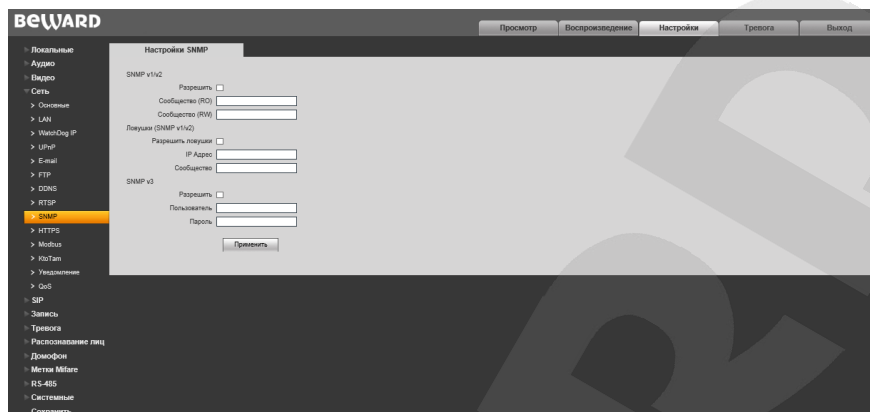 BEWARD
Просмотр
Воспроизведение
Настройки
Тревога
Выход
Локальные
Аудио
Видео
Сеть
Основные
LAN
WatchDog IP
UPnP
E-mail
FTP
DDNS
RTSP
SNMP
HTTPS
Modbus
KtoTam
Уведомление
QoS
SIP
Запись
Тревога
Распознавание лиц
Домофон
Метки Mifare
RS-485
Системные
Сохранить
Настройки SNMP
SNMP v1/v2
Разрешить
Сообщество (RO)
Сообщество (RW)
Ловушки (SNMP v1/v2)
Разрешить ловушки
IP Адрес
Сообщество
SNMP v3
Разрешить
Пользователь
Пароль
Применить